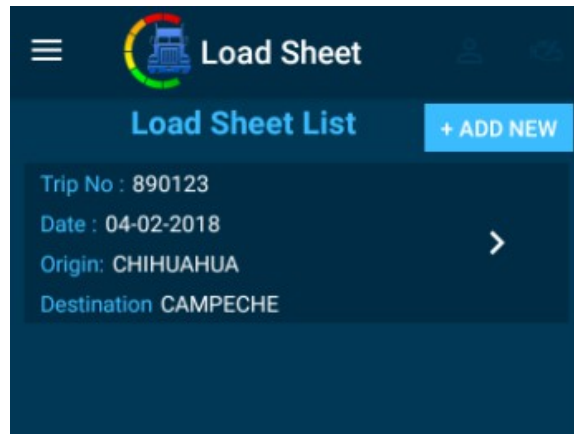 Load Sheet
Load Sheet List
+ ADD NEW
Trip No : 890123
Date : 04-02-2018
Origin: CHIHUAHUA
Destination CAMPECHE